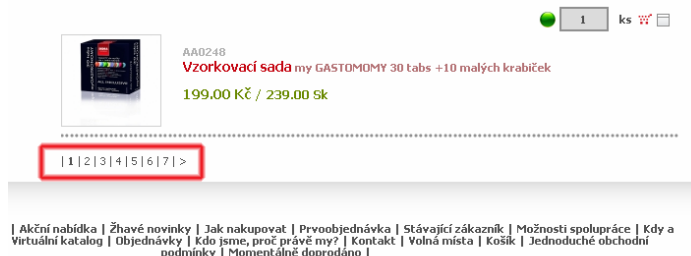 1 ks
AA0248
Vzorkovací sada my GASTOMOMY 30 tabs +10 malých krabiček
199.00 Kč / 239.00 Sk
| 1 | 2 | 3 | 4 | 5 | 6 | 7 | >
| Akční nabídka | Žhavé novinky | Jak nakupovat | Prvoobjednávka | Stávající zákazník | Možnosti spolupráce | Kdy a
Virtuální katalog | Objednávky | Kdo jsme, proč právě my? | Kontakt | Volná místa | Košík | Jednoduché obchodní
podmínky | Momentálně doprodáno |